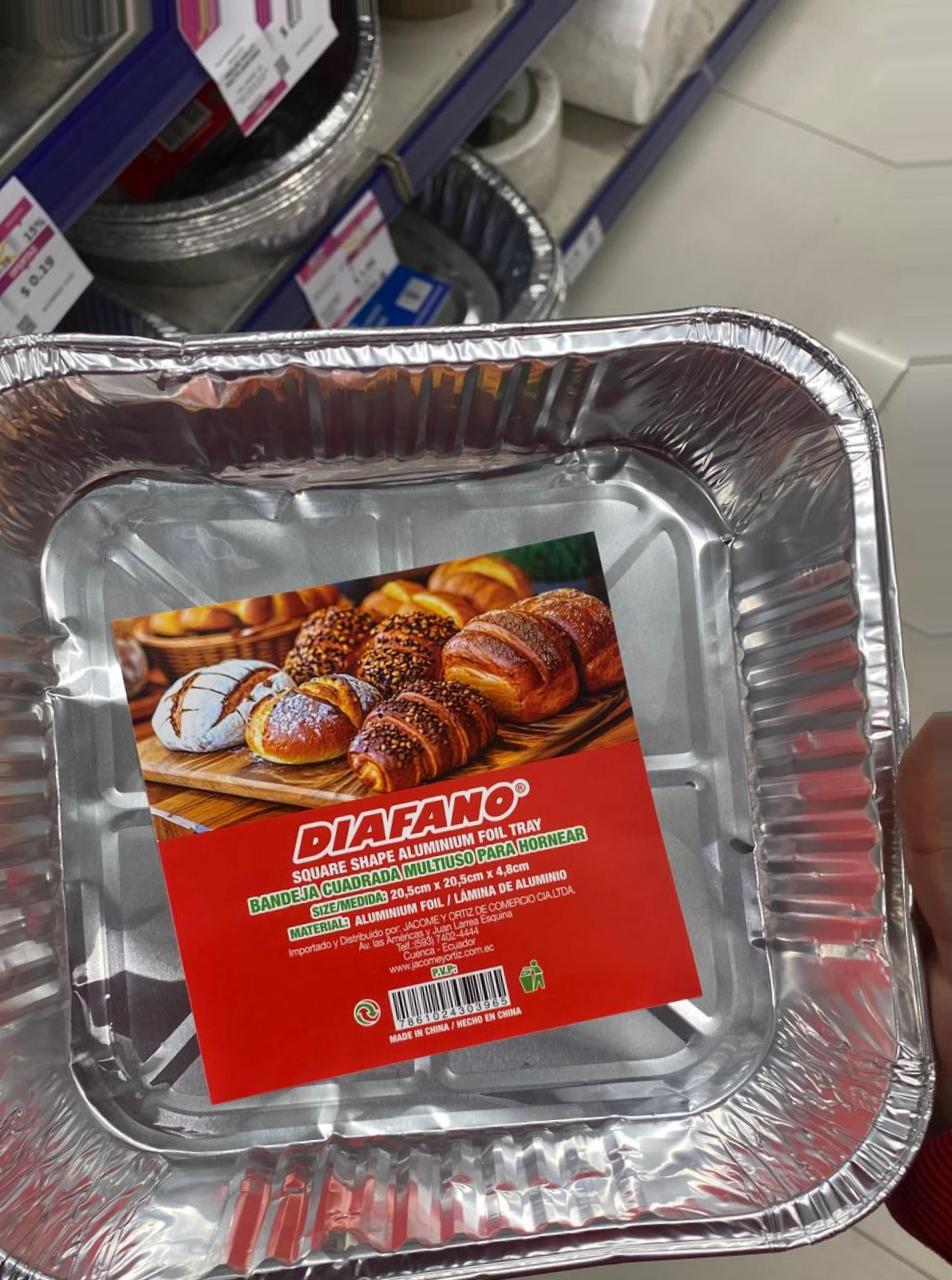 15%
$ 0.19
DIAFANO®
SQUARE SHAPE ALUMINIUM FOIL TRAY
BANDEJA CUADRADA MULTIUSO PARA HORNEAR
SIZE/MEDIDA: 20,5cm x 20,5cm x 4,8cm
MATERIAL: ALUMINIUM FOIL / LÁMINA DE ALUMINIO
Importado y Distribuido por: JACOME Y ORTIZ DE COMERCIO CIA.LTDA.
Av. las Américas y Juan Larrea Esquina
Telf.:(593) 7402-4444
Cuenca - Ecuador
www.jacomeyortiz.com.ec
P.V.P.:
7861024303965
MADE IN CHINA / HECHO EN CHINA